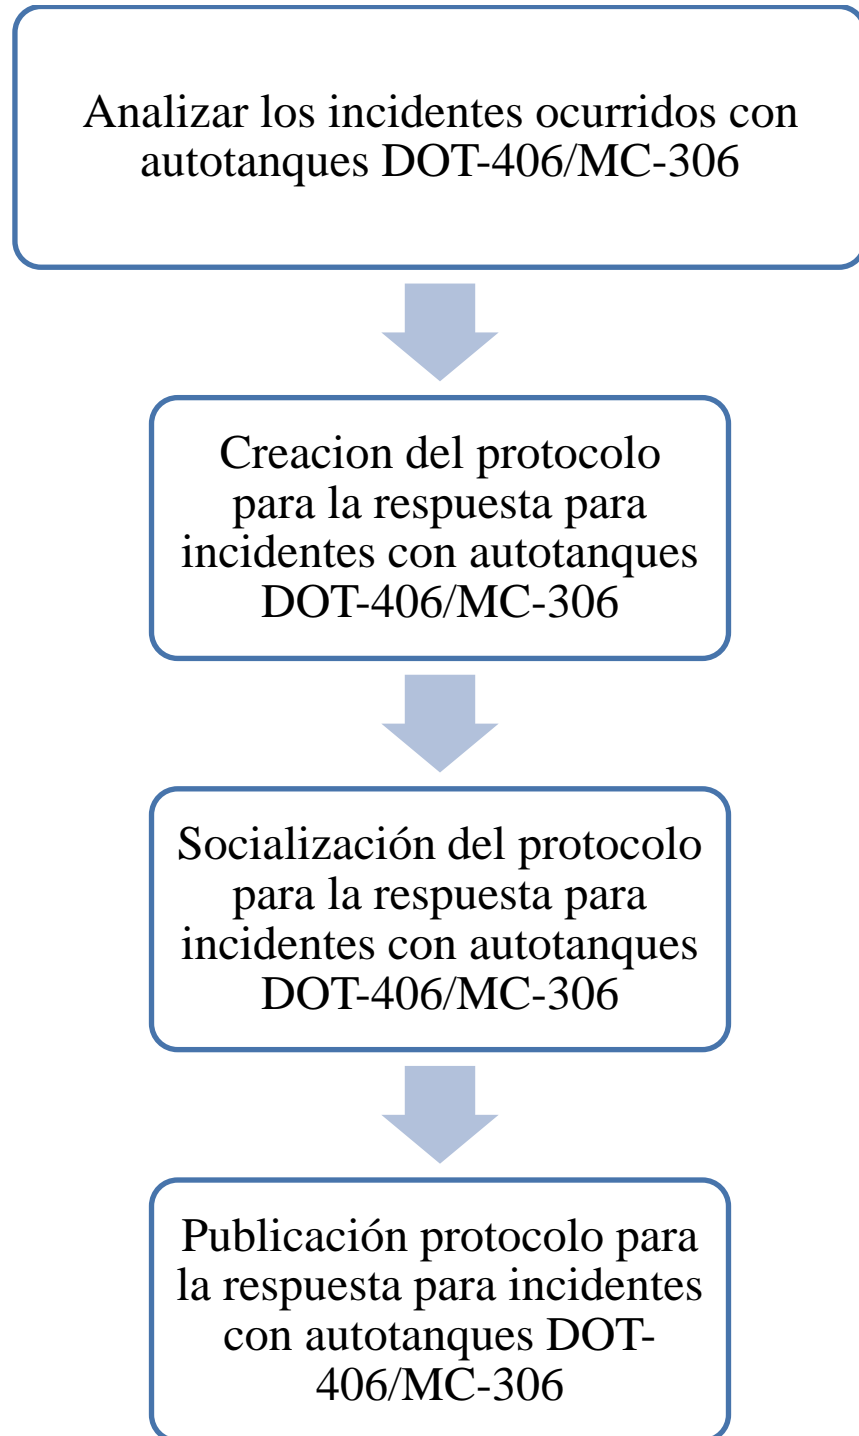 Analizar los incidentes ocurridos con
autotanques DOT-406/MC-306
Creacion del protocolo
para la respuesta para
incidentes con autotanques
DOT-406/MC-306
Socialización del protocolo
para la respuesta para
incidentes con autotanques
DOT-406/MC-306
Publicación protocolo para
la respuesta para incidentes
con autotanques DOT-
406/MC-306